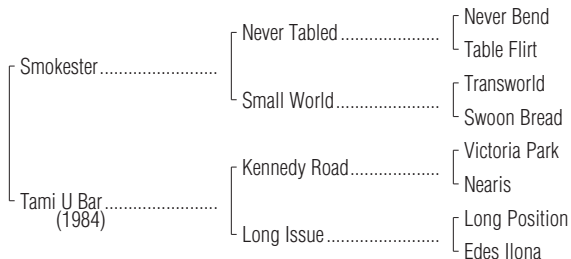 Never Bend
Never Tabled
Table Flirt
Smokester
Transworld
Small World
Swoon Bread
Victoria Park
Kennedy Road
Nearis
Tami U Bar
(1984)
Long Position
Long Issue
Edes Ilona